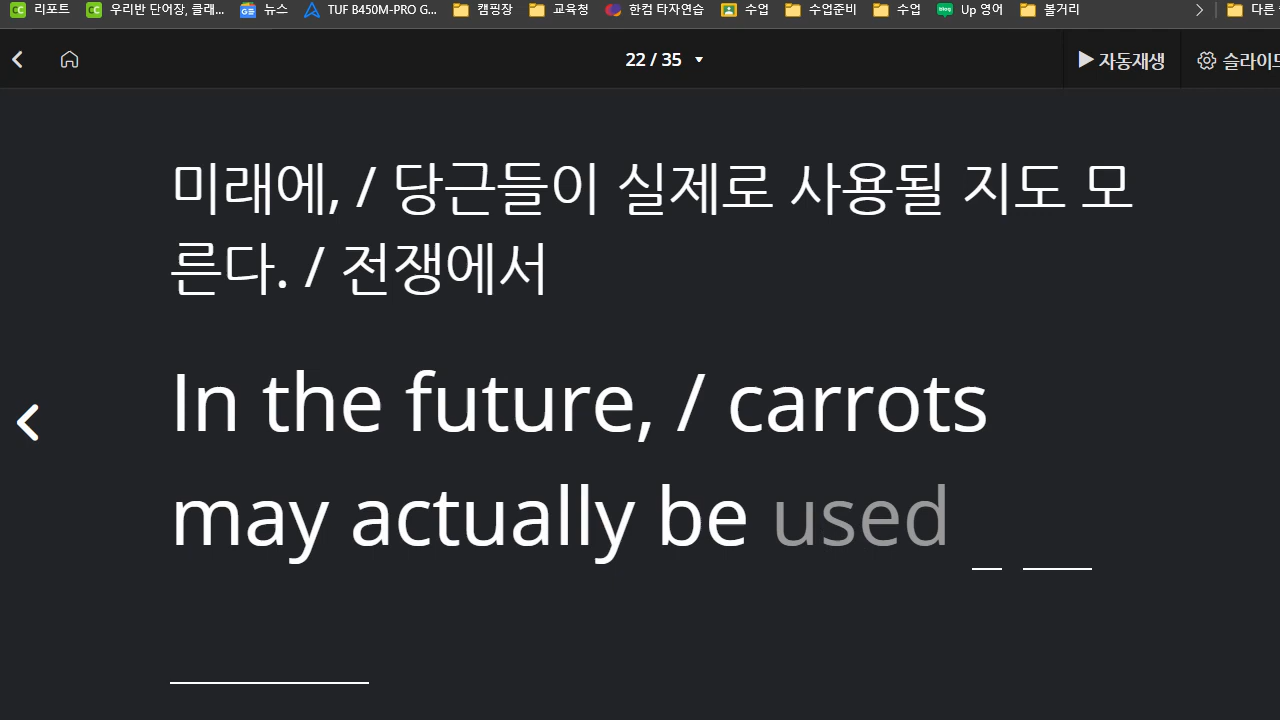 리포트 우리반 단어장, 클래... 뉴스 TUF B450M-PRO G... 캠핑장 교육청 한컴 타자연습 수업 수업준비 수업 Up 영어 볼거리 다른
22 / 35 자동재생 슬라이드
미래에, / 당근들이 실제로 사용될 지도 모
른다. / 전쟁에서
In the future, / carrots
may actually be used